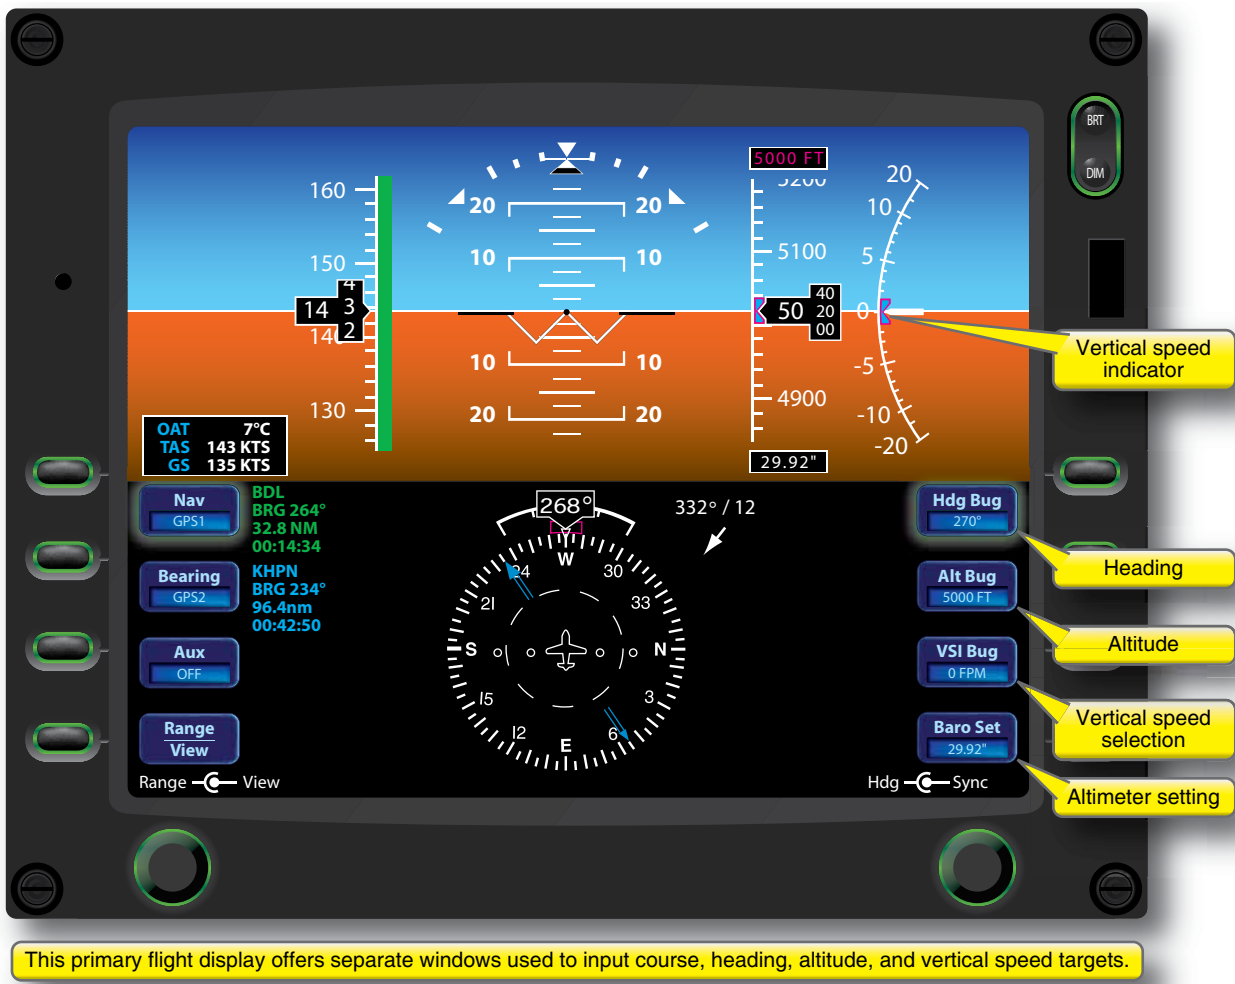 BRT
DIM
5000 FT
160
150
140
130
14
4
3
2
20 20
10 10
10 10
20 20
5200
5100
4900
50
40
20
00
29.92"
20
10
5
0
-5
-10
-20
Vertical speed
indicator
OAT 7°C
TAS 143 KTS
GS 135 KTS
Nav
GPS1
BDL
BRG 264°
32.8 NM
00:14:34
Bearing
GPS2
KHPN
BRG 234°
96.4nm
00:42:50
Aux
OFF
Range
View
Range View
268°
332° / 12
W
30
33
N
3
6
E
12
15
S
21
24
Hdg Bug
270°
Heading
Alt Bug
5000 FT
Altitude
VSI Bug
0 FPM
Vertical speed
selection
Baro Set
29.92"
Altimeter setting
Hdg Sync
This primary flight display offers separate windows used to input course, heading, altitude, and vertical speed targets.